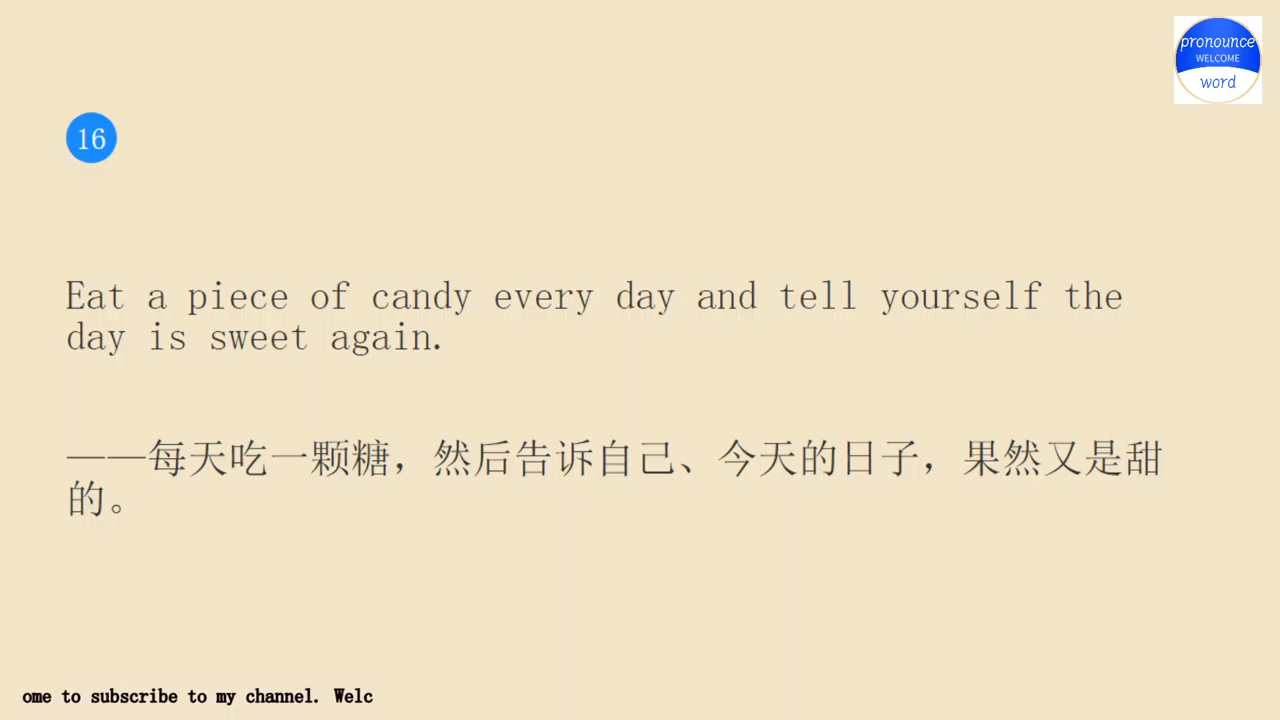 pronounce
WELCOME
word
16
Eat a piece of candy every day and tell yourself the
day is sweet again.
——每天吃一颗糖，然后告诉自己、今天的日子，果然又是甜
的。
ome to subscribe to my channel. Welc